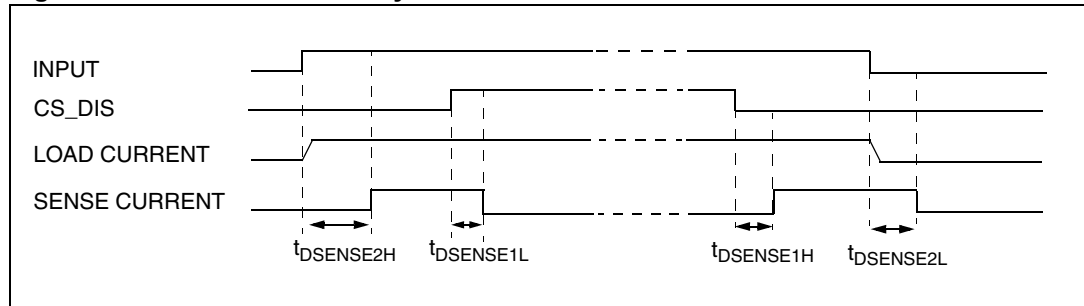 INPUT
CS_DIS
LOAD CURRENT
SENSE CURRENT
tDSENSE2H tDSENSE1L tDSENSE1H tDSENSE2L